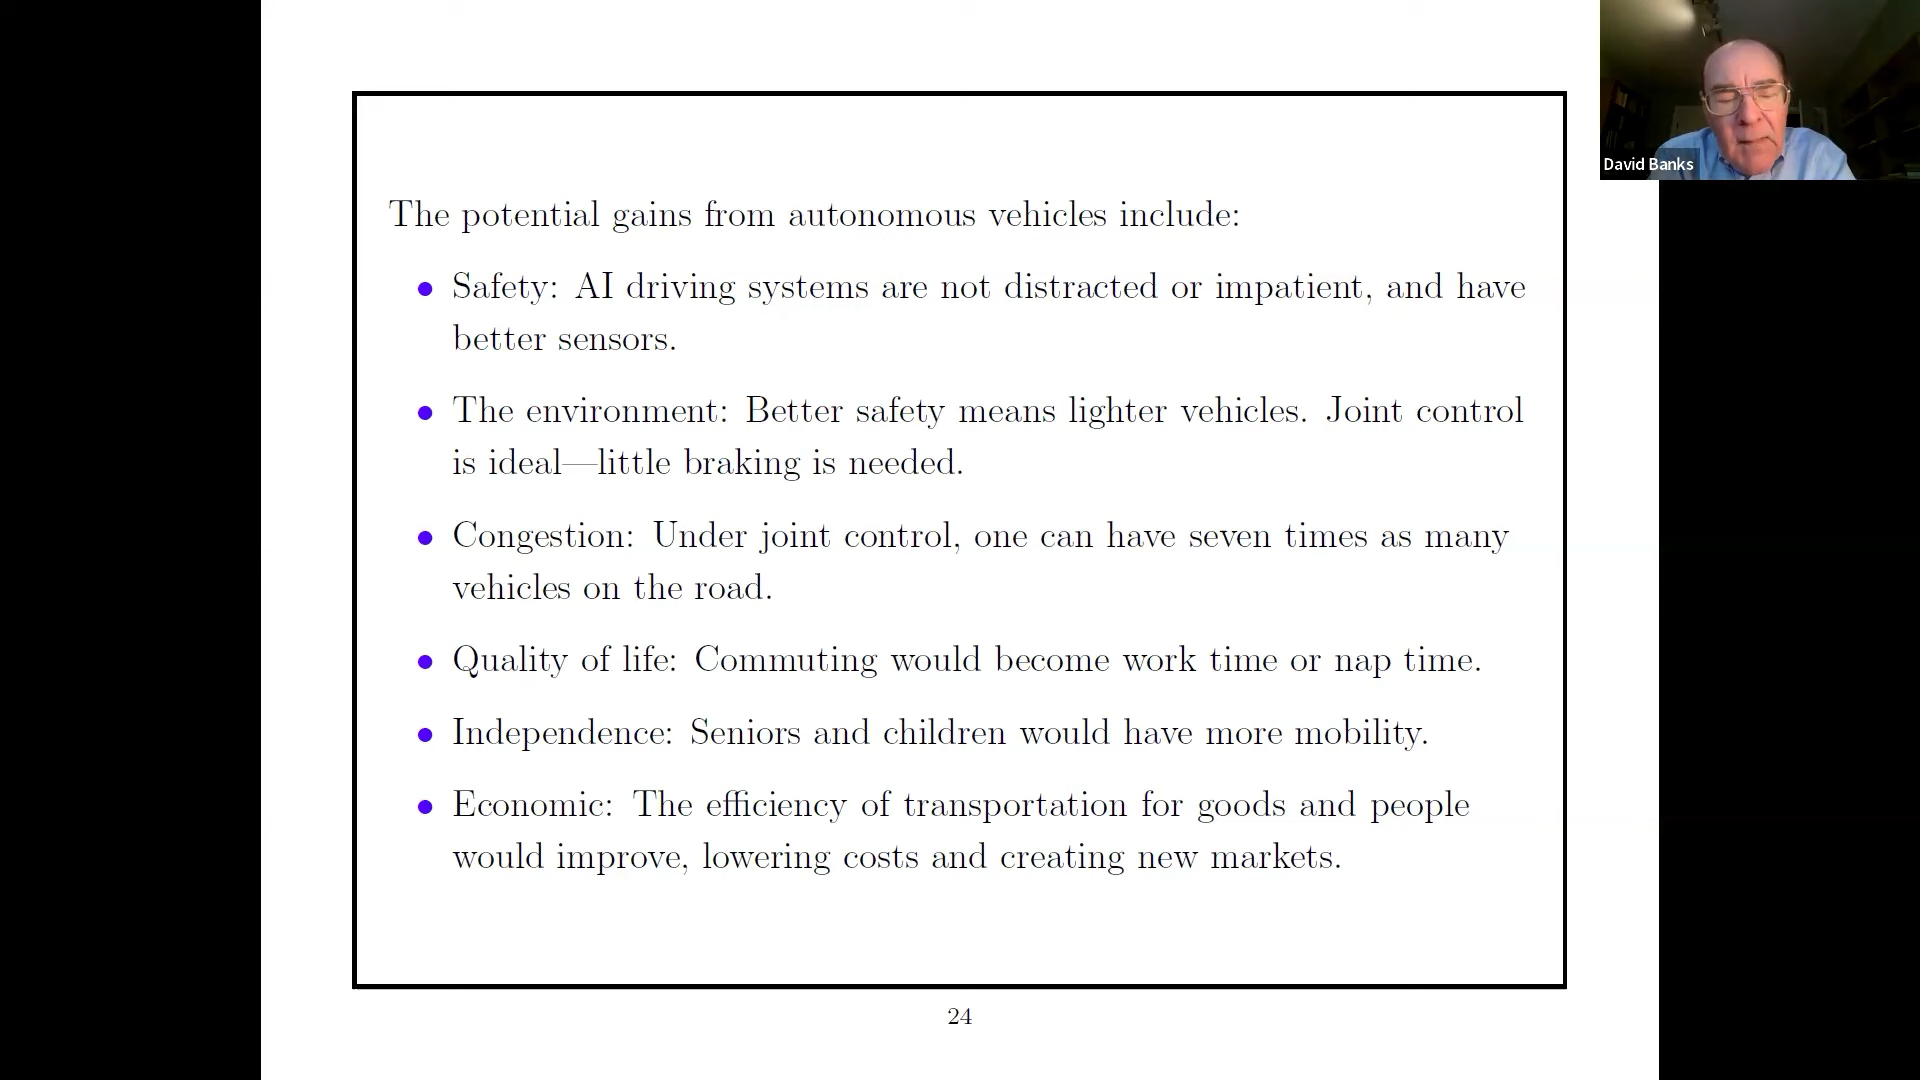 The potential gains from autonomous vehicles include:
• Safety: AI driving systems are not distracted or impatient, and have
better sensors.
• The environment: Better safety means lighter vehicles. Joint control
is ideal—little braking is needed.
• Congestion: Under joint control, one can have seven times as many
vehicles on the road.
• Quality of life: Commuting would become work time or nap time.
• Independence: Seniors and children would have more mobility.
• Economic: The efficiency of transportation for goods and people
would improve, lowering costs and creating new markets.
24
David Banks